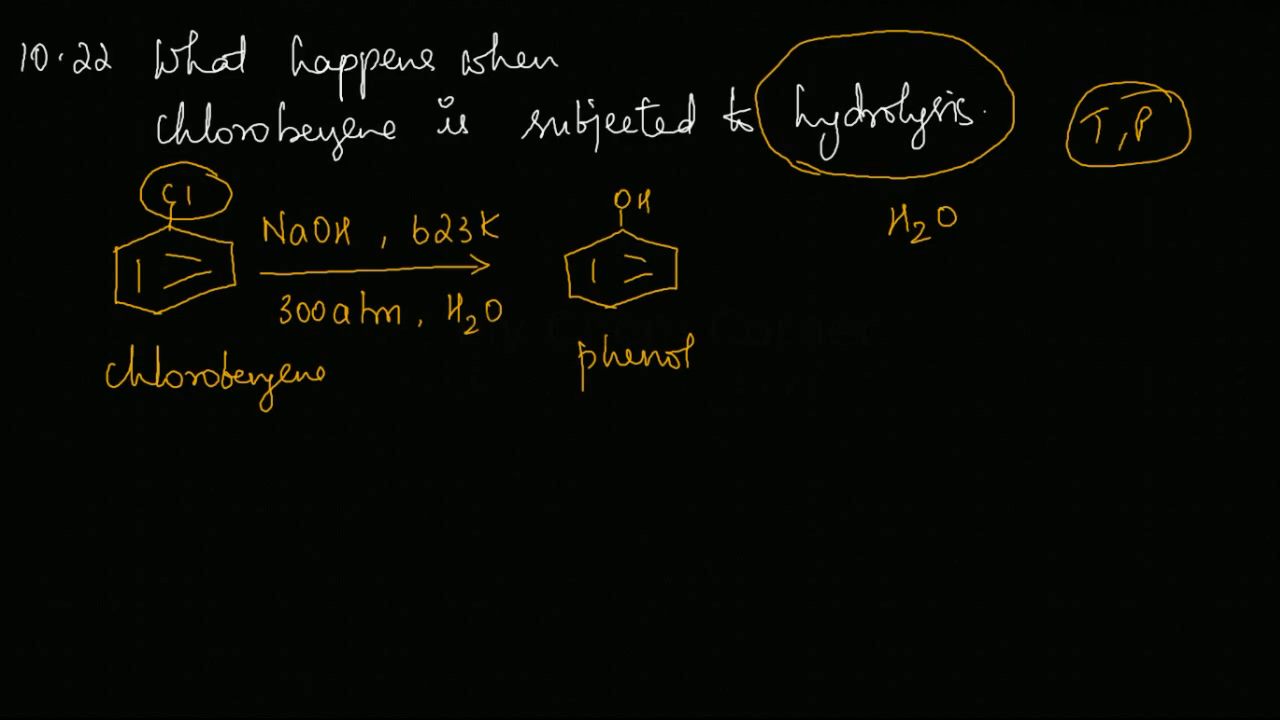 10.22 What happens when
chlorobenzene is subjected to hydrolysis.
T, P
Cl
NaOH, 623K
300 atm, H2O
OH
H2O
chlorobenzene
phenol